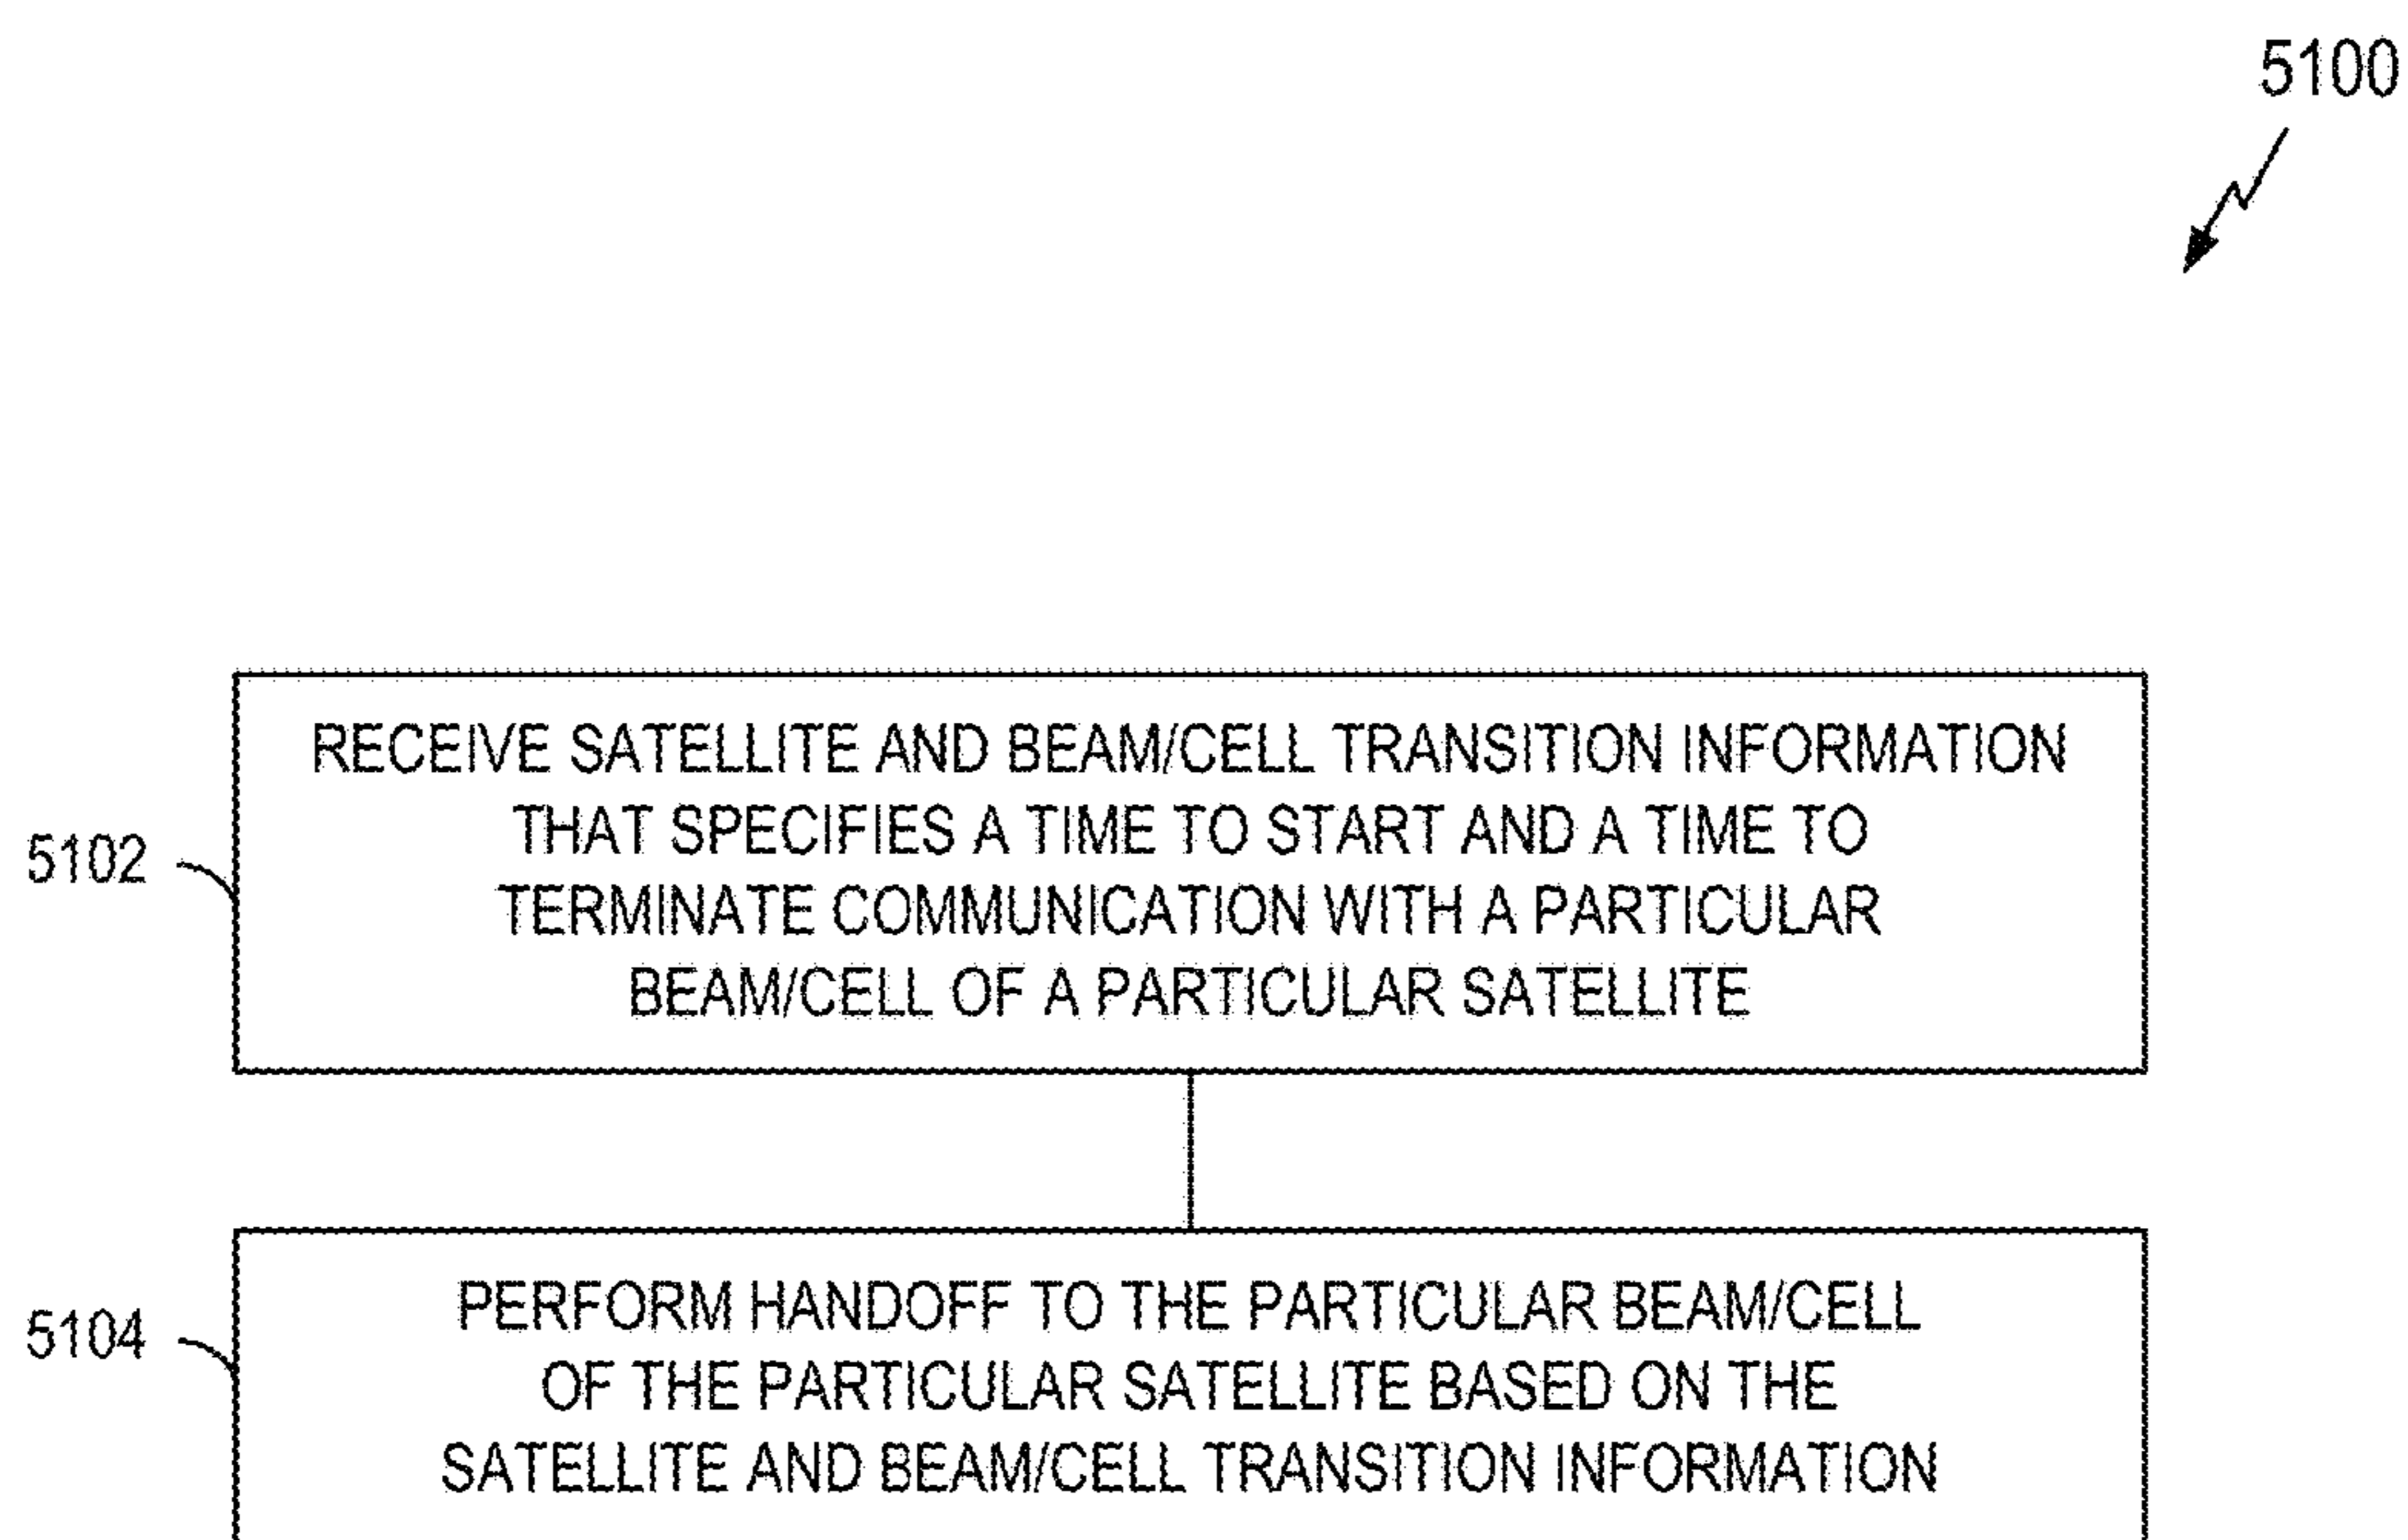 5100
RECEIVE SATELLITE AND BEAM/CELL TRANSITION INFORMATION
THAT SPECIFIES A TIME TO START AND A TIME TO
TERMINATE COMMUNICATION WITH A PARTICULAR
BEAM/CELL OF A PARTICULAR SATELLITE
5102
PERFORM HANDOFF TO THE PARTICULAR BEAM/CELL
OF THE PARTICULAR SATELLITE BASED ON THE
SATELLITE AND BEAM/CELL TRANSITION INFORMATION
5104